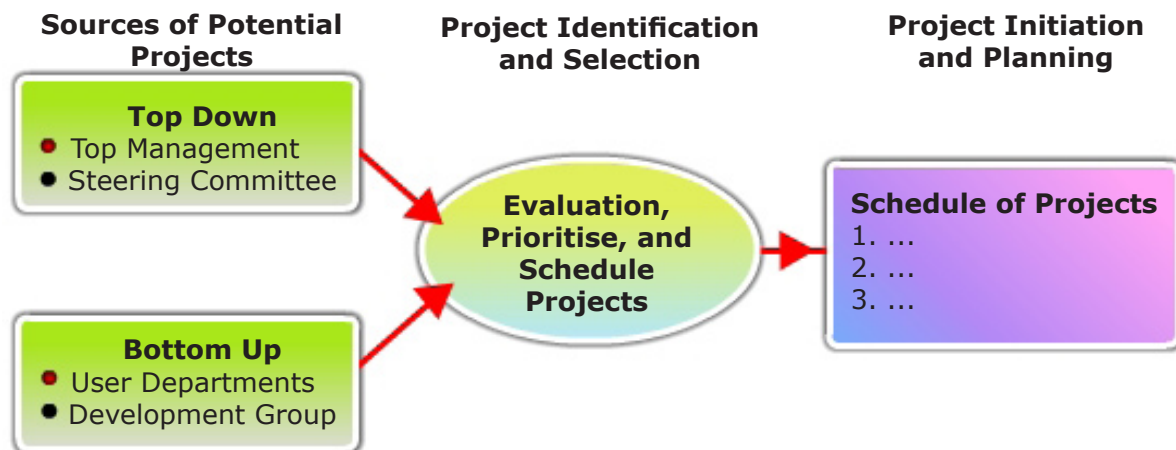 Sources of Potential
Projects
Project Identification
and Selection
Project Initiation
and Planning
Top Down
Top Management
Steering Committee
Bottom Up
User Departments
Development Group
Evaluation,
Prioritise, and
Schedule
Projects
Schedule of Projects
1. ...
2. ...
3. ...